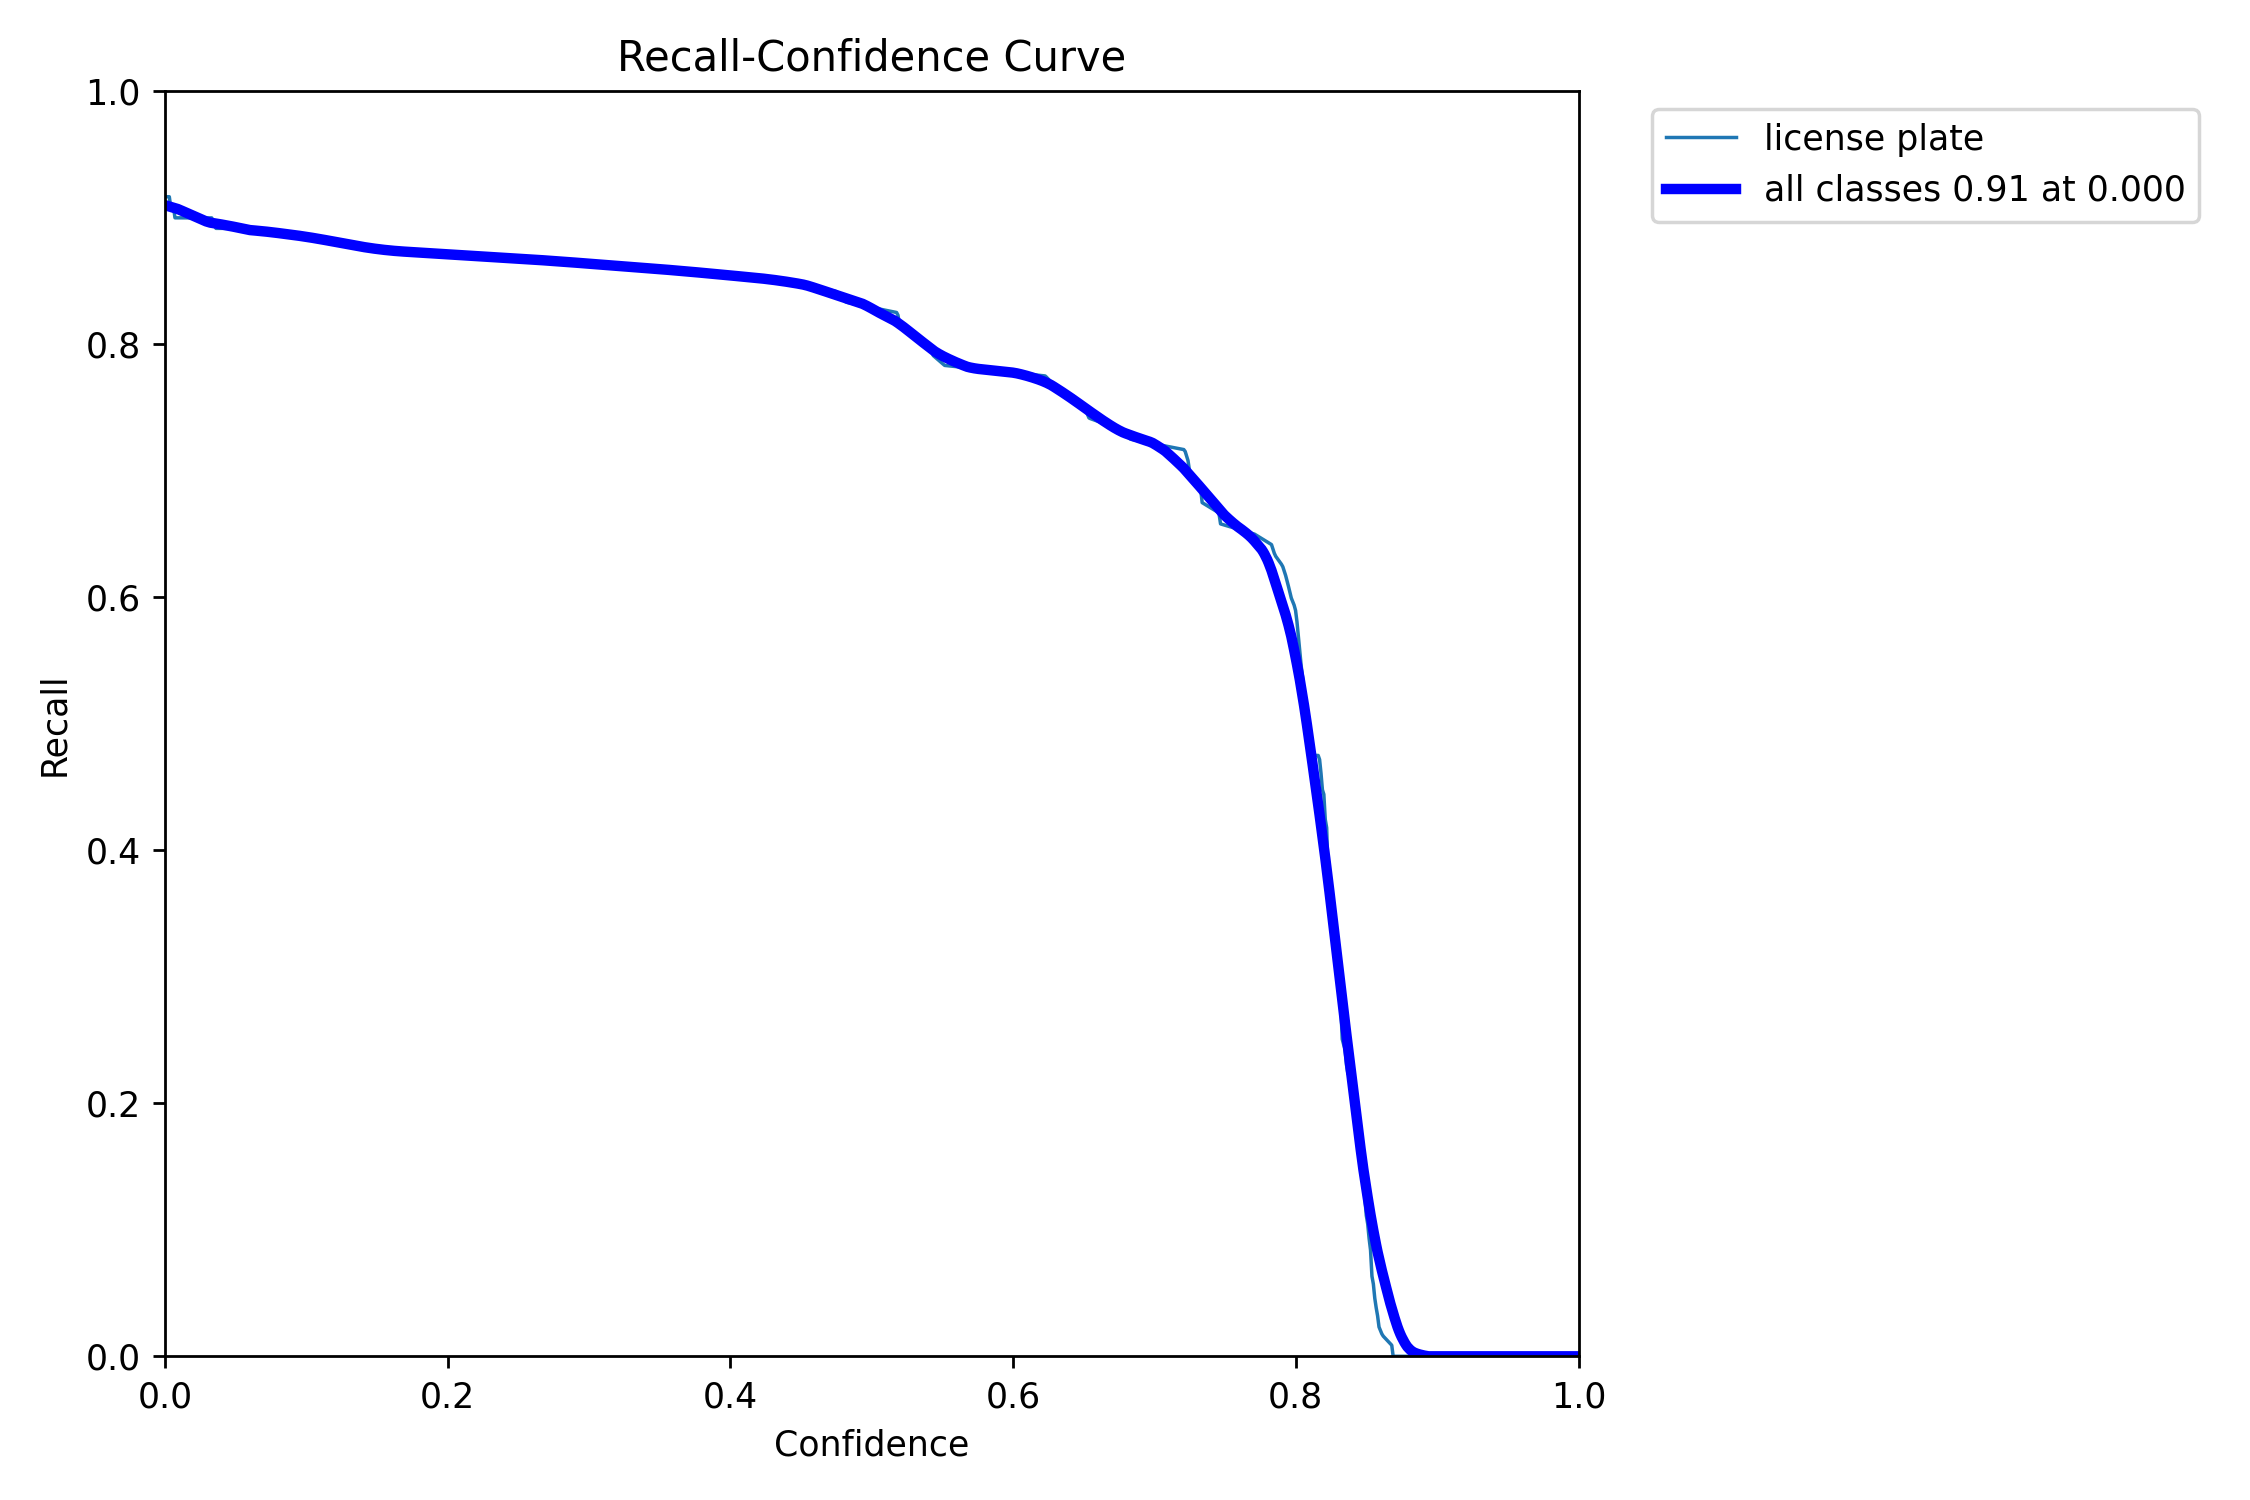 Recall-Confidence Curve
1.0
0.8
0.6
0.4
0.2
0.0
Recall
0.0 0.2 0.4 0.6 0.8 1.0
Confidence
license plate
all classes 0.91 at 0.000